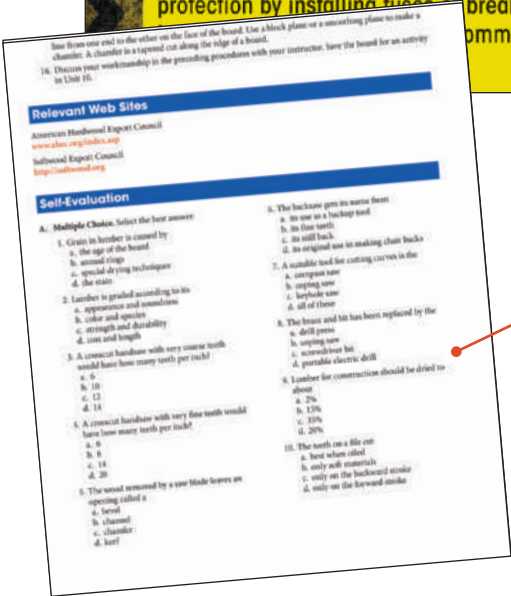 protection by installing
line from one end to the other on the face of the board. Use a block plane or a smoothing plane to make a
chamfer. A chamfer is a tapered cut along the edge of a board.
16. Discuss your workmanship in the preceding procedures with your instructor. Save the board for an activity
in Unit 10.
Relevant Web Sites
American Hardwood Export Council
www.ahec.org/index.asp
Softwood Export Council
http://softwood.org
Self-Evaluation
A. Multiple Choice. Select the best answer.
1. Grain in lumber is caused by
a. the age of the board
b. annual rings
c. special drying techniques
d. the stain
2. Lumber is graded according to its
a. appearance and soundness
b. color and species
c. strength and durability
d. cost and length
3. A crosscut handsaw with very coarse teeth
would have how many teeth per inch?
a. 6
b. 10
c. 12
d. 14
4. A crosscut handsaw with very fine teeth would
have how many teeth per inch?
a. 6
b. 8
c. 14
d. 20
5. The wood removed by a saw blade leaves an
opening called a
a. bevel
b. channel
c. chamfer
d. kerf
6. The backsaw gets its name from
a. its use as a backup tool
b. its fine teeth
c. its stiff back
d. its original use in making chair backs
7. A suitable tool for cutting curves is the
a. compass saw
b. coping saw
c. keyhole saw
d. all of these
8. The brace and bit has been replaced by the
a. drill press
b. coping saw
c. screwdriver bit
d. portable electric drill
9. Lumber for construction should be dried to
about
a. 2%
b. 15%
c. 35%
d. 20%
10. The teeth on a file cut
a. best when oiled
b. only soft materials
c. only on the backward stroke
d. only on the forward stroke